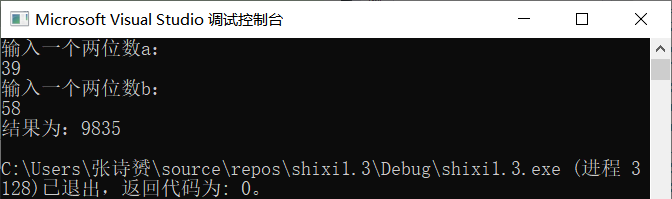 Microsoft Visual Studio 调试控制台
输入一个两位数a:
39
输入一个两位数b:
58
结果为: 9835
C:\Users\张诗赟\source\repos\shixi1.3\Debug\shixi1.3.exe (进程 3
128)已退出，返回代码为: 0。